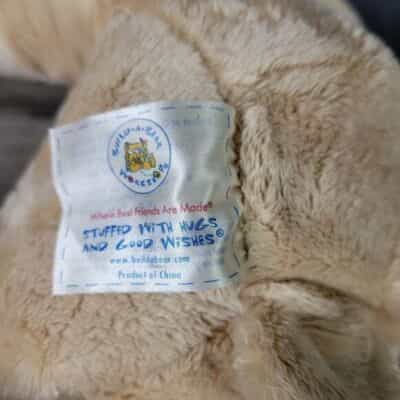 BUILD-A-BEAR
WORKSHOP®
Where Best Friends Are Made®
STUFFED WITH HUGS
AND GOOD WISHES®
www.buildabear.com
Product of China